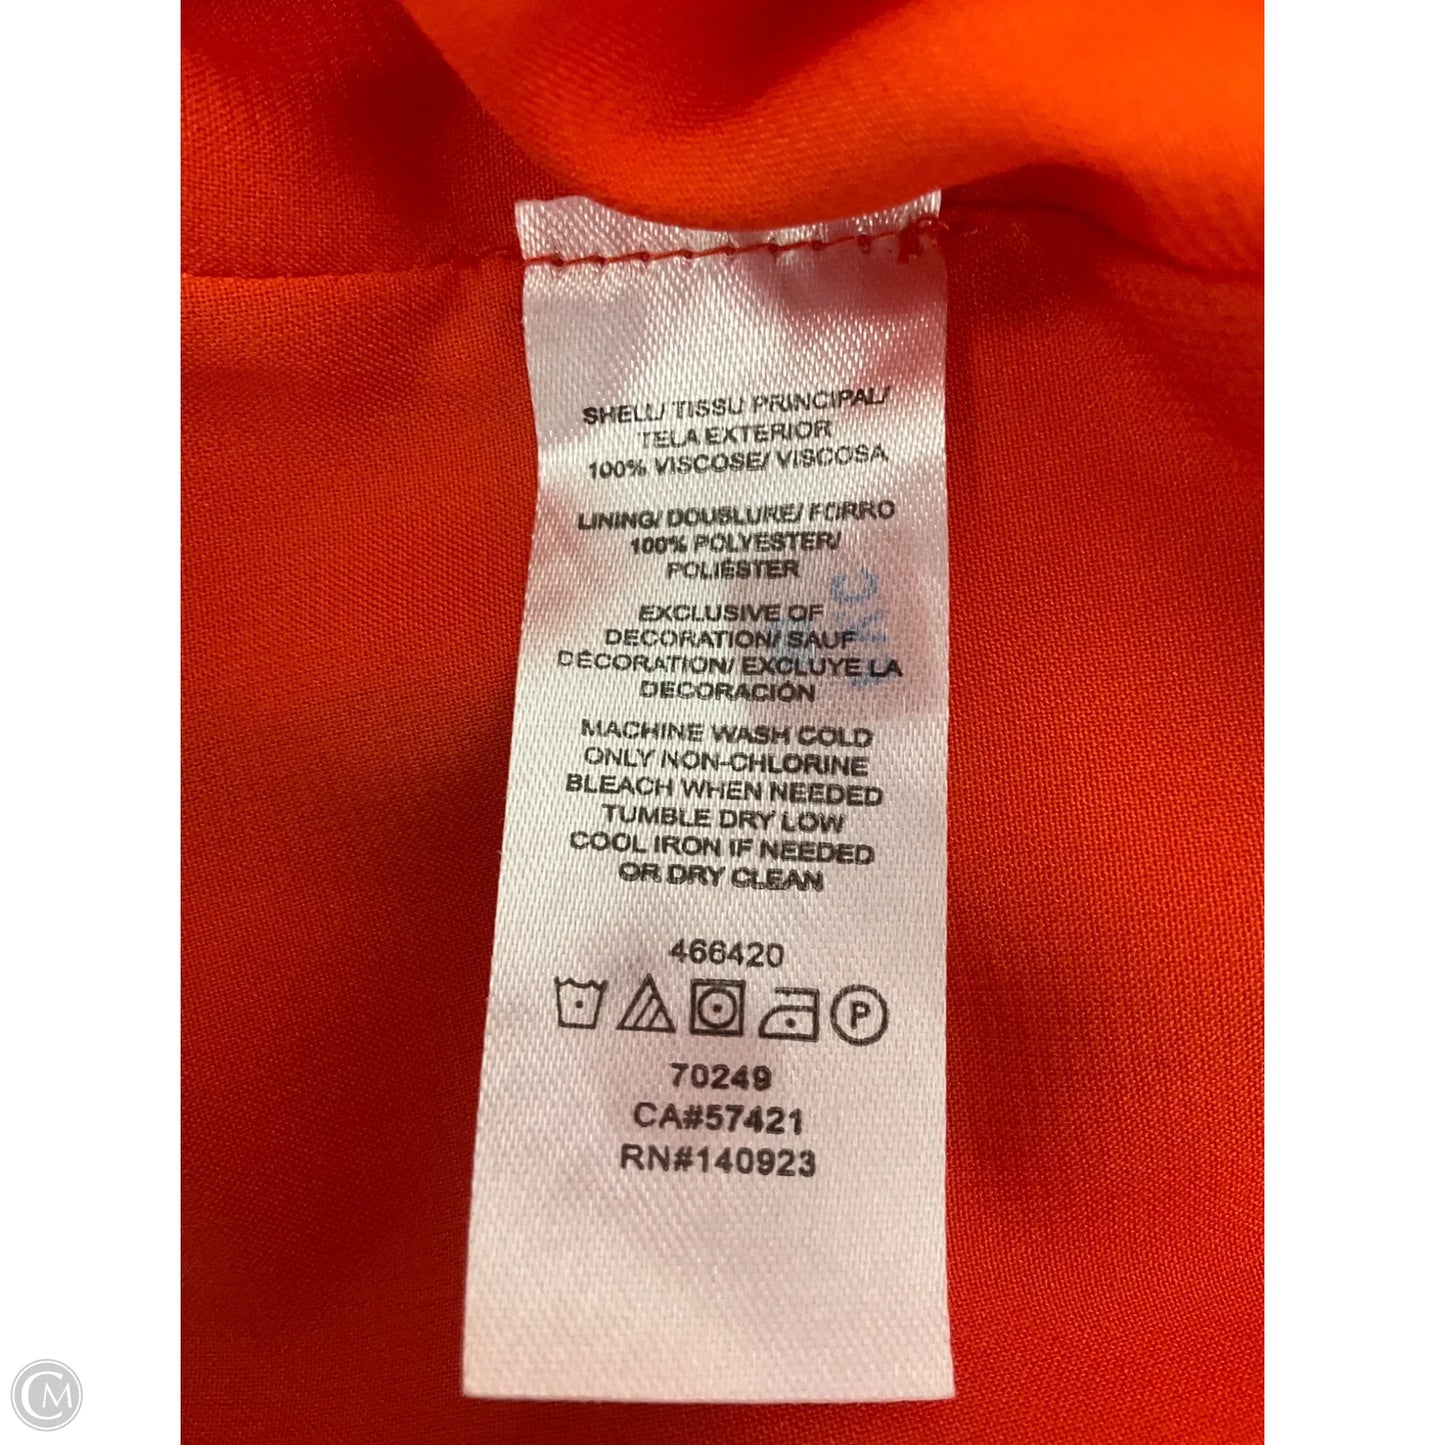 SHELL/ TISSU PRINCIPAL/
TELA EXTERIOR
100% VISCOSE/ VISCOSA
LINING/ DOUBLURE/ FORRO
100% POLYESTER/
POLIÉSTER
EXCLUSIVE OF
DECORATION/ SAUF
DÉCORATION/ EXCLUYE LA
DECORACIÓN
MACHINE WASH COLD
ONLY NON-CHLORINE
BLEACH WHEN NEEDED
TUMBLE DRY LOW
COOL IRON IF NEEDED
OR DRY CLEAN
466420
P
70249
CA#57421
RN#140923
CM